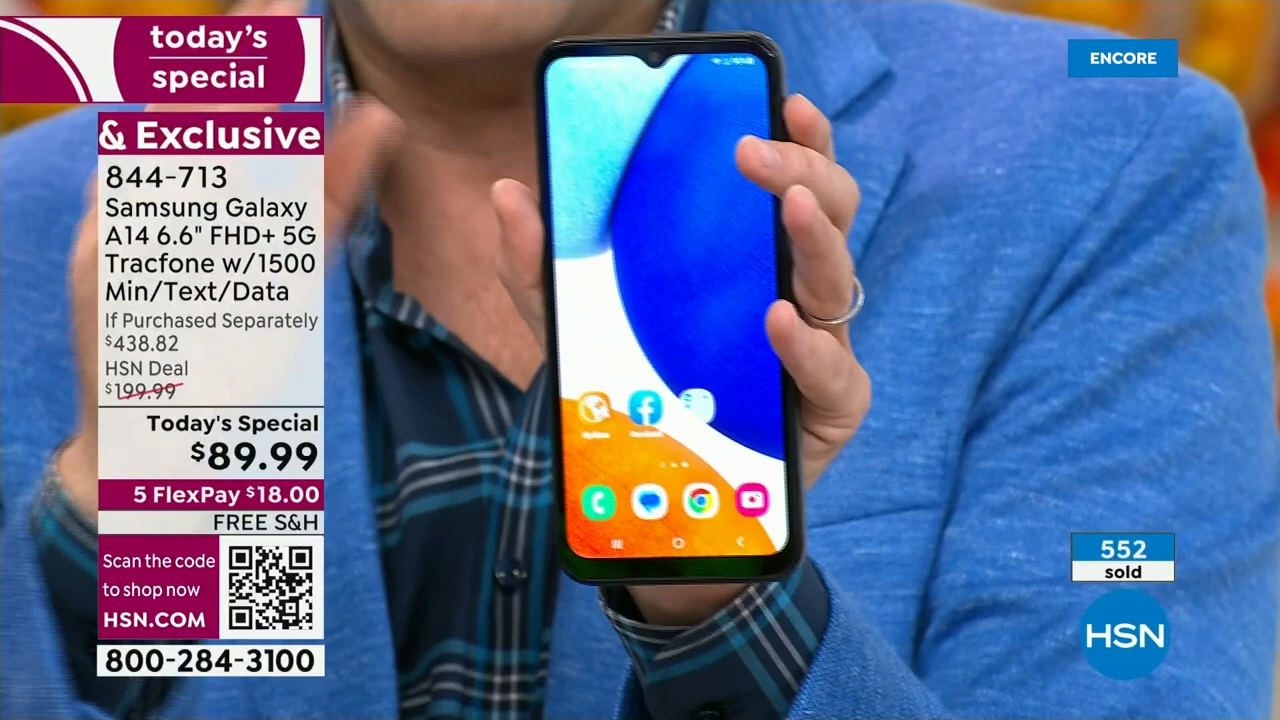 today's
special
& Exclusive
844-713
Samsung Galaxy
A14 6.6" FHD+ 5G
Tracfone w/1500
Min/Text/Data
If Purchased Separately
$438.82
HSN Deal
$199.99
Today's Special
$89.99
5 FlexPay $18.00
FREE S&H
Scan the code
to shop now
HSN.COM
800-284-3100
ENCORE
552
sold
HSN